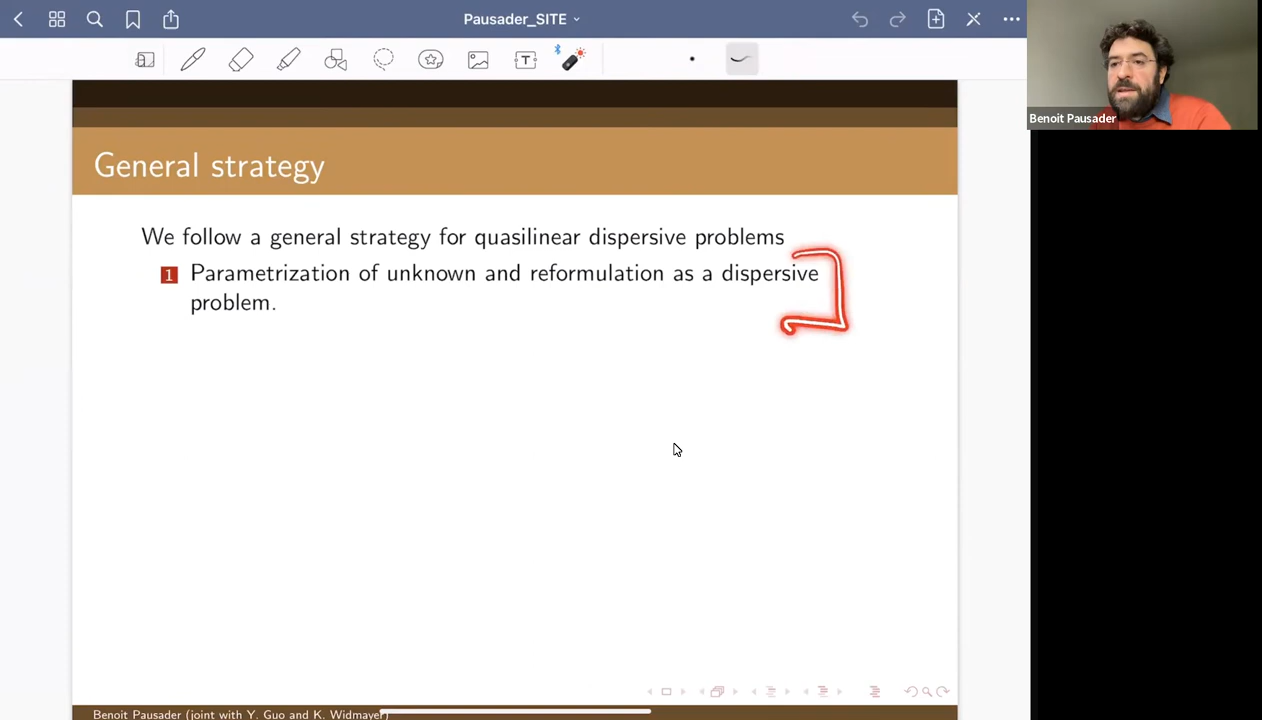 Pausader_SITE
T
Benoit Pausader
General strategy
We follow a general strategy for quasilinear dispersive problems
1 Parametrization of unknown and reformulation as a dispersive
problem.
Benoit Pausader (joint with Y. Guo and K. Widmayer)